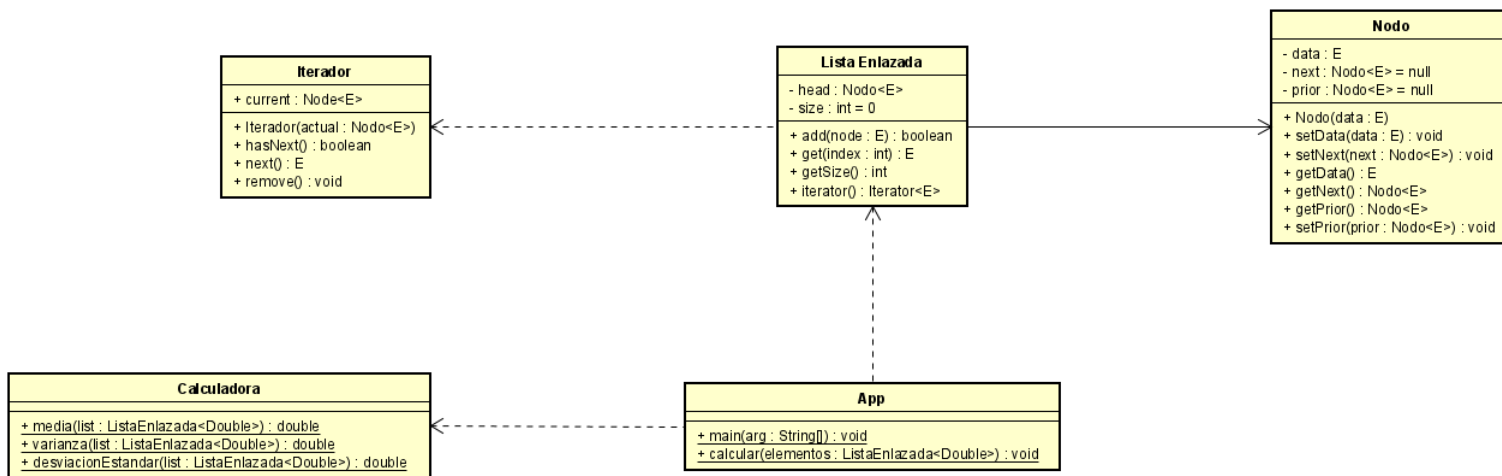 Iterador
+ current : Node<E>
+ Iterador(actual : Nodo<E>)
+ hasNext() : boolean
+ next() : E
+ remove() : void
Lista Enlazada
- head : Nodo<E>
- size : int = 0
+ add(node : E) : boolean
+ get(index : int) : E
+ getSize() : int
+ iterator() : Iterator<E>
Nodo
- data : E
- next : Nodo<E> = null
- prior : Nodo<E> = null
+ Nodo(data : E)
+ setData(data : E) : void
+ setNext(next : Nodo<E>) : void
+ getData() : E
+ getNext() : Nodo<E>
+ getPrior() : Nodo<E>
+ setPrior(prior : Nodo<E>) : void
Calculadora
+ media(list : ListaEnlazada<Double>) : double
+ varianza(list : ListaEnlazada<Double>) : double
+ desviacionEstandar(list : ListaEnlazada<Double>) : double
App
+ main(arg : String[]) : void
+ calcular(elementos : ListaEnlazada<Double>) : void